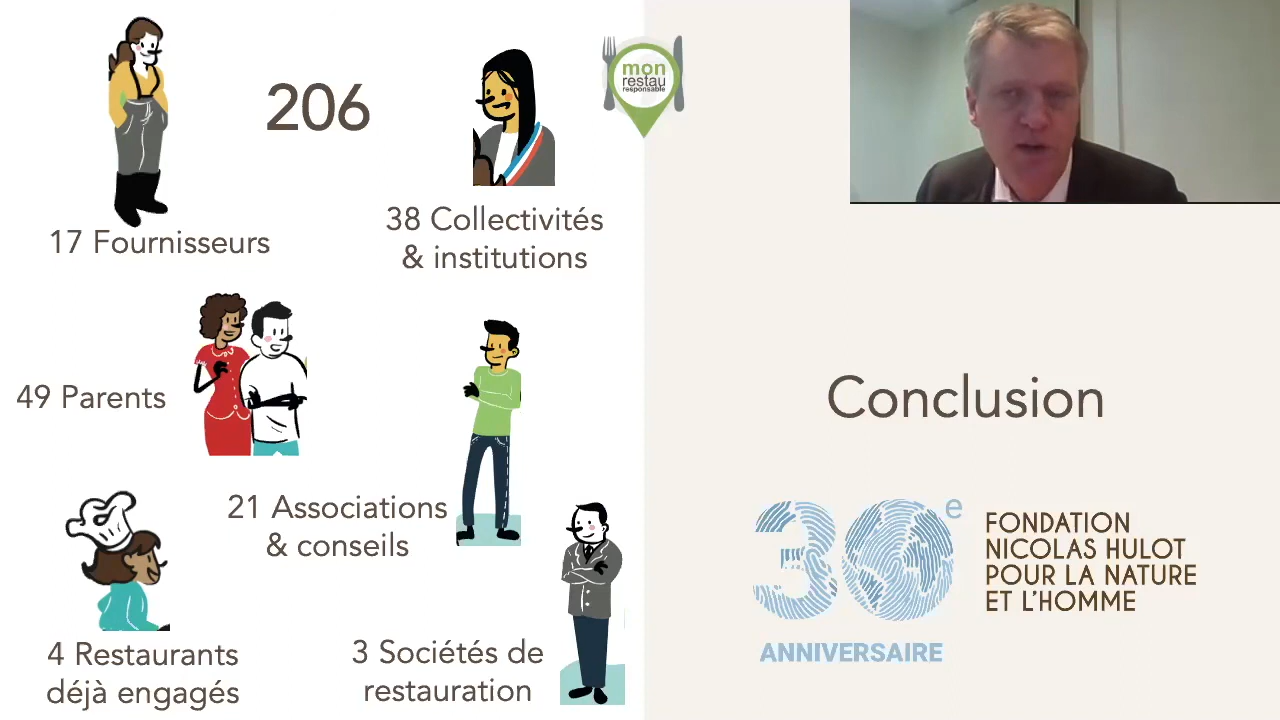 206
mon
restau
responsable
17 Fournisseurs
38 Collectivités
& institutions
49 Parents
21 Associations
& conseils
4 Restaurants
déjà engagés
3 Sociétés de
restauration
Conclusion
30e
ANNIVERSAIRE
FONDATION
NICOLAS HULOT
POUR LA NATURE
ET L'HOMME